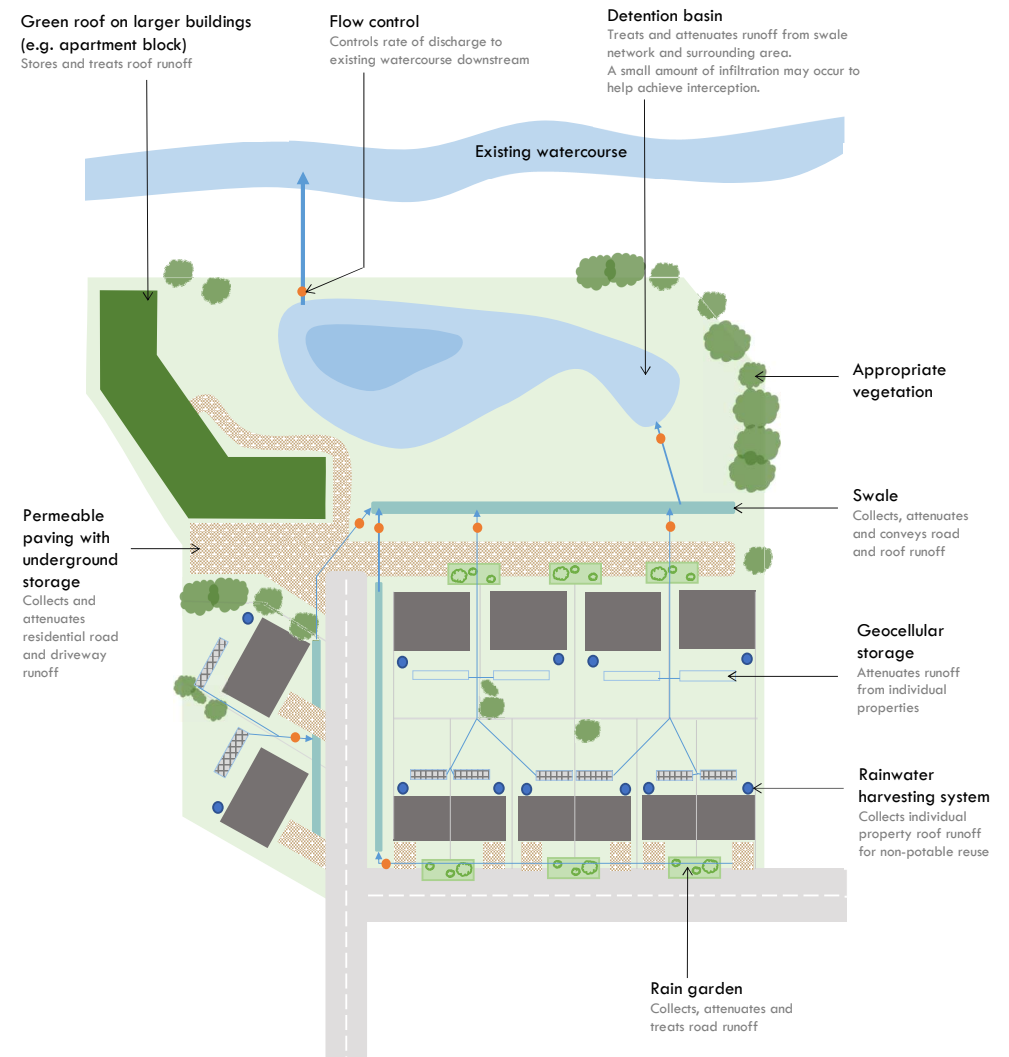 Green roof on larger buildings
(e.g. apartment block)
Stores and treats roof runoff
Flow control
Controls rate of discharge to
existing watercourse downstream
Detention basin
Treats and attenuates runoff from swale
network and surrounding area.
A small amount of infiltration may occur to
help achieve interception.
Existing watercourse
Appropriate
vegetation
Swale
Collects, attenuates
and conveys road
and roof runoff
Permeable
paving with
underground
storage
Collects and
attenuates
residential road
and driveway
runoff
Geocellular
storage
Attenuates runoff
from individual
properties
Rainwater
harvesting system
Collects individual
property roof runoff
for non-potable reuse
Rain garden
Collects, attenuates and
treats road runoff